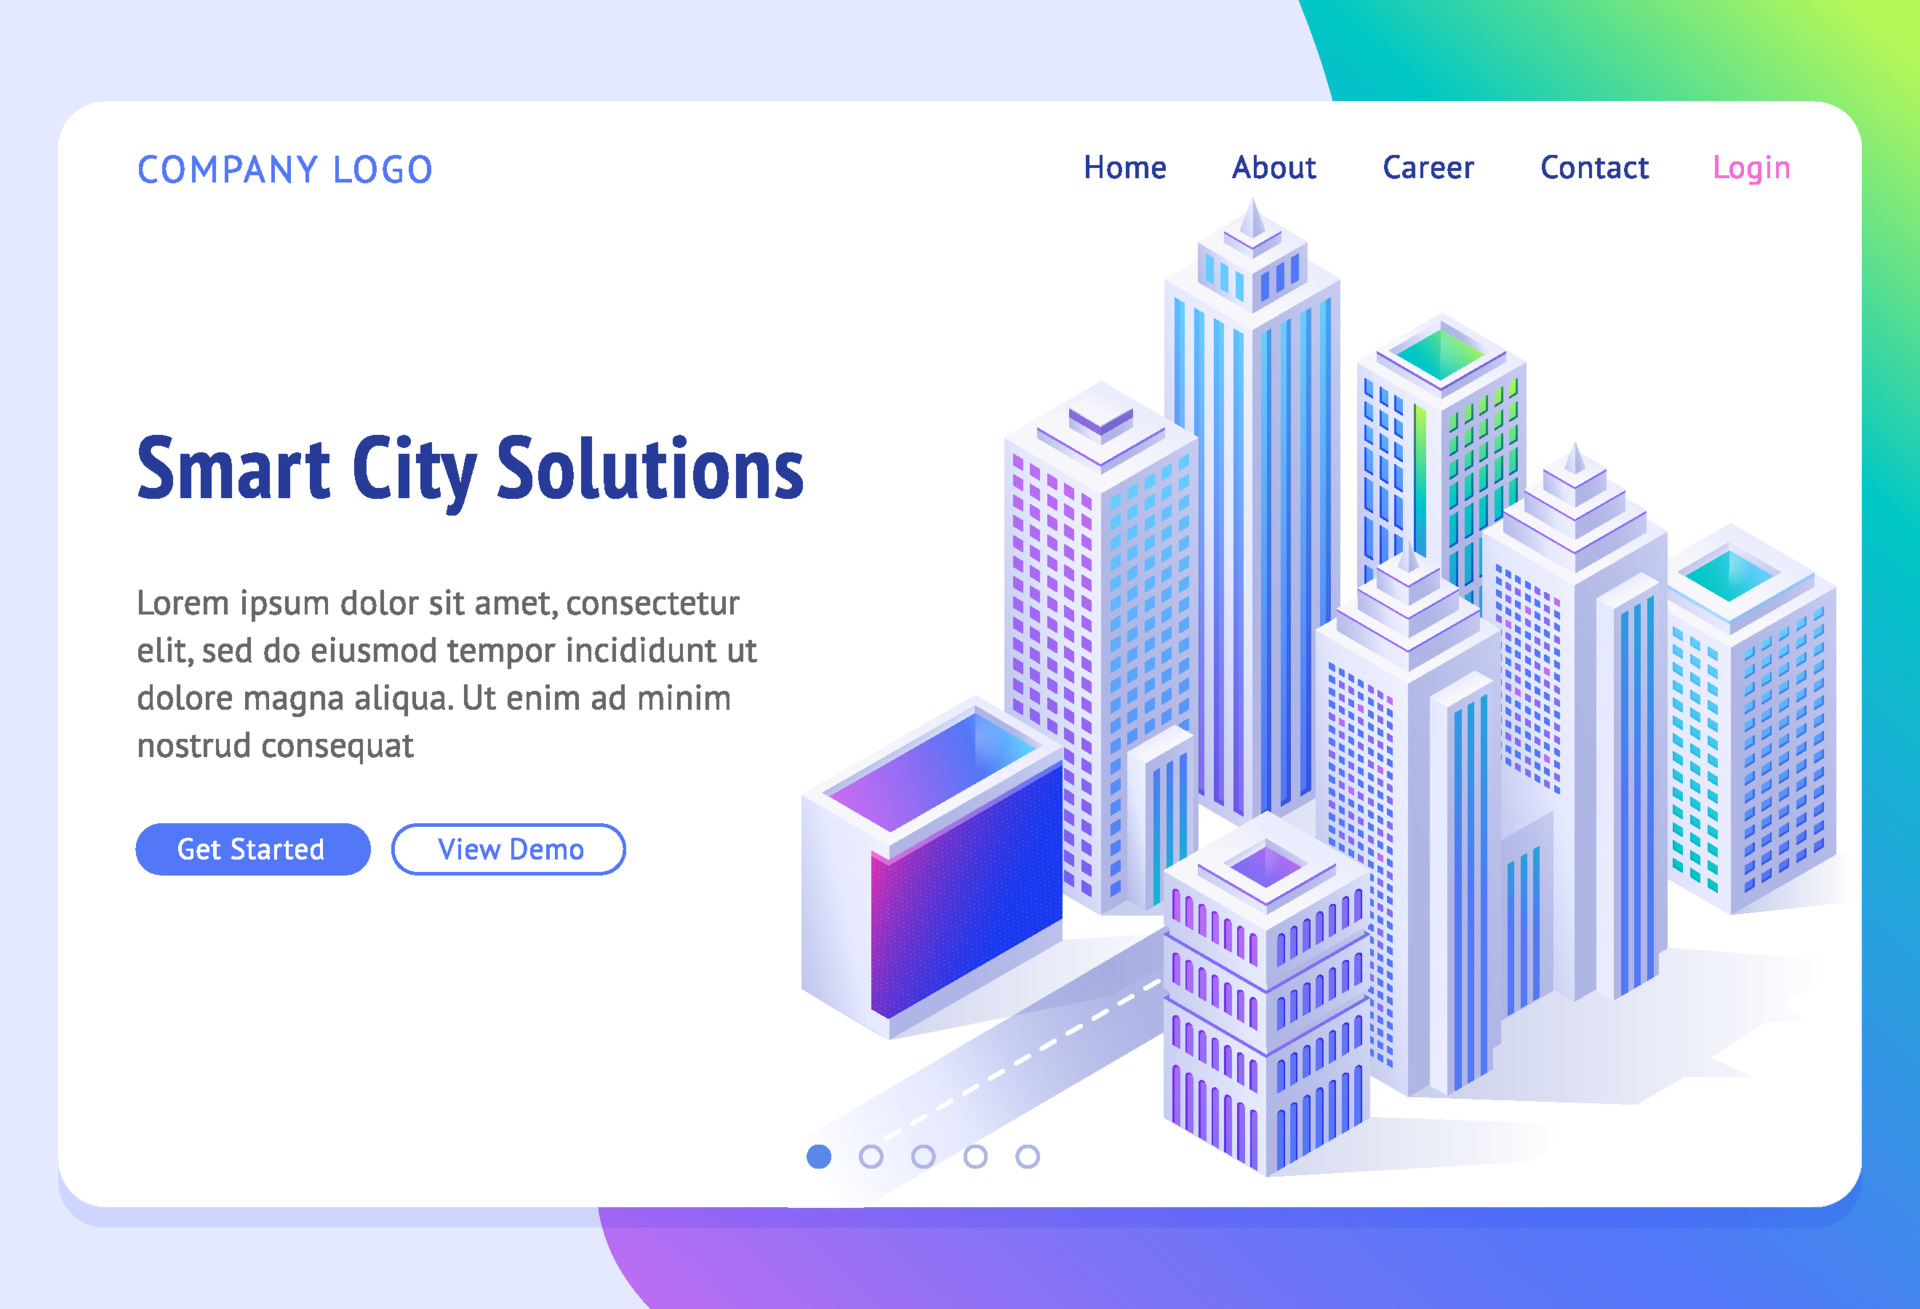 COMPANY LOGO
Home About Career Contact Login
Smart City Solutions
Lorem ipsum dolor sit amet, consectetur
elit, sed do eiusmod tempor incididunt ut
dolore magna aliqua. Ut enim ad minim
nostrud consequat
Get Started View Demo